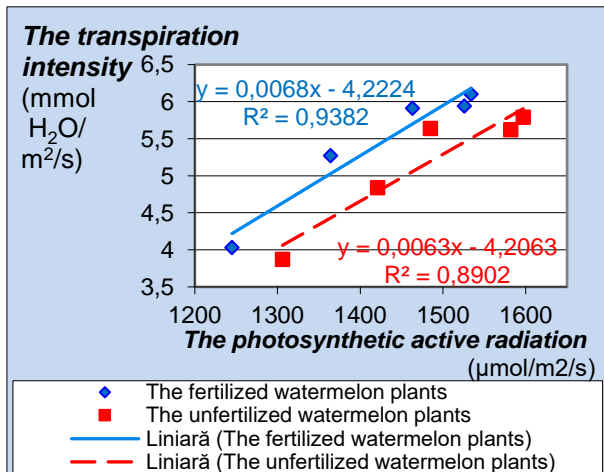 The transpiration
intensity
(mmol
H₂O/
m²/s)
6,5
6
5,5
5
4,5
4
3,5
y = 0,0068x - 4,2224
R² = 0,9382
y = 0,0063x - 4,2063
R² = 0,8902
1200 1300 1400 1500 1600
The photosynthetic active radiation
(µmol/m2/s)
The fertilized watermelon plants
The unfertilized watermelon plants
Liniară (The fertilized watermelon plants)
Liniară (The unfertilized watermelon plants)